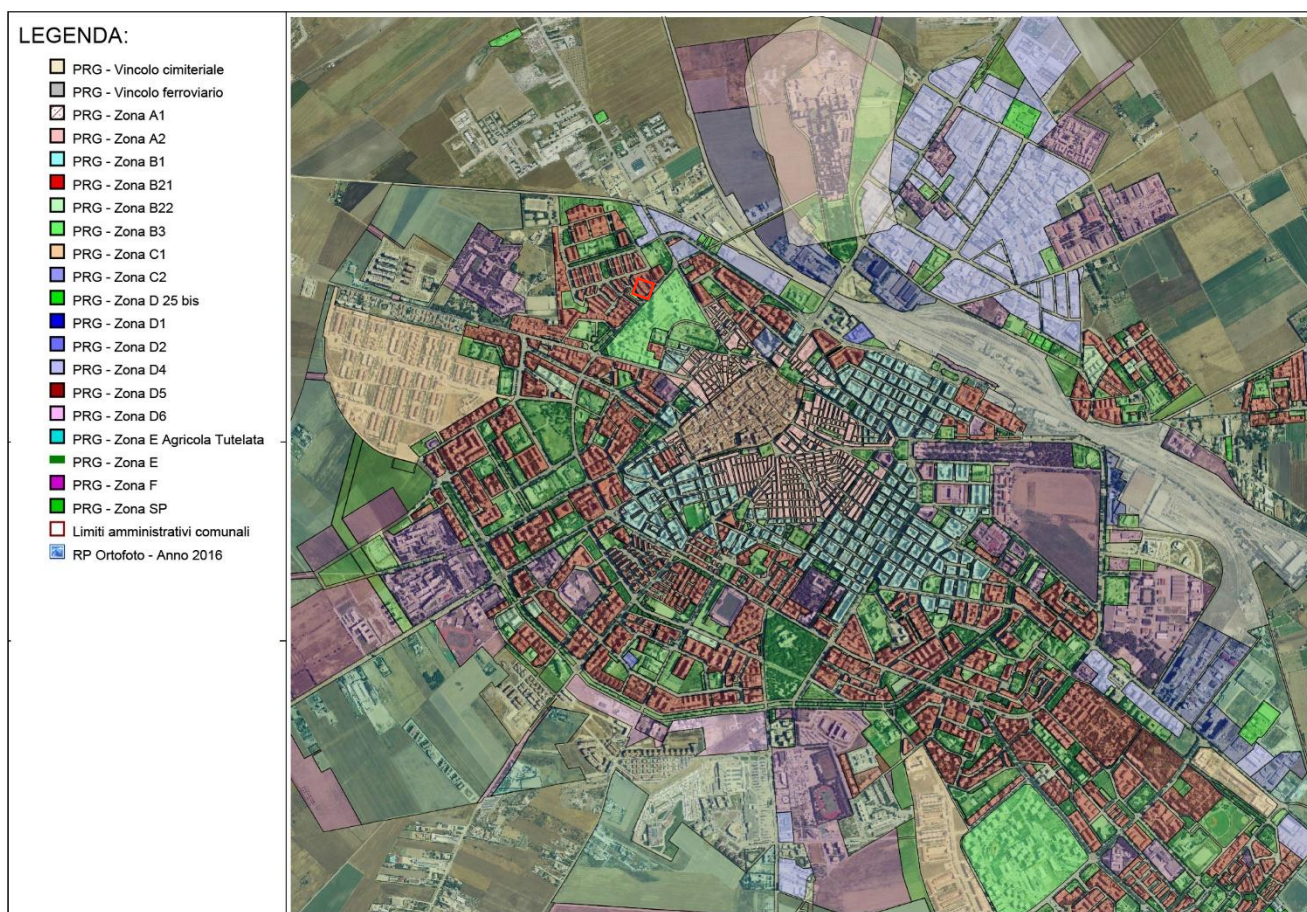 LEGENDA:
PRG - Vincolo cimiteriale
PRG - Vincolo ferroviario
PRG - Zona A1
PRG - Zona A2
PRG - Zona B1
PRG - Zona B21
PRG - Zona B22
PRG - Zona B3
PRG - Zona C1
PRG - Zona C2
PRG - Zona D 25 bis
PRG - Zona D1
PRG - Zona D2
PRG - Zona D4
PRG - Zona D5
PRG - Zona D6
PRG - Zona E Agricola Tutelata
PRG - Zona E
PRG - Zona F
PRG - Zona SP
Limiti amministrativi comunali
RP Ortofoto - Anno 2016